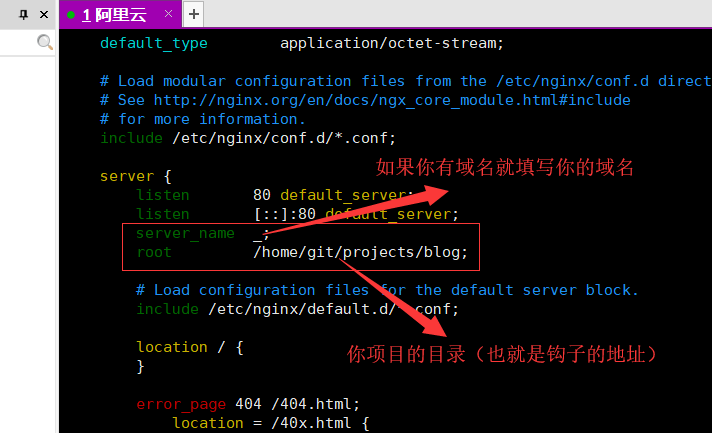 1 阿里云
default_type application/octet-stream;
# Load modular configuration files from the /etc/nginx/conf.d direct
# See http://nginx.org/en/docs/ngx_core_module.html#include
# for more information.
include /etc/nginx/conf.d/*.conf;
如果你有域名就填写你的域名
server {
listen 80 default_server;
listen [::]:80 default_server;
server_name _;
root /home/git/projects/blog;
# Load configuration files for the default server block.
include /etc/nginx/default.d/*.conf;
location / {
你项目的目录（也就是钩子的地址）
}
error_page 404 /404.html;
location = /40x.html {